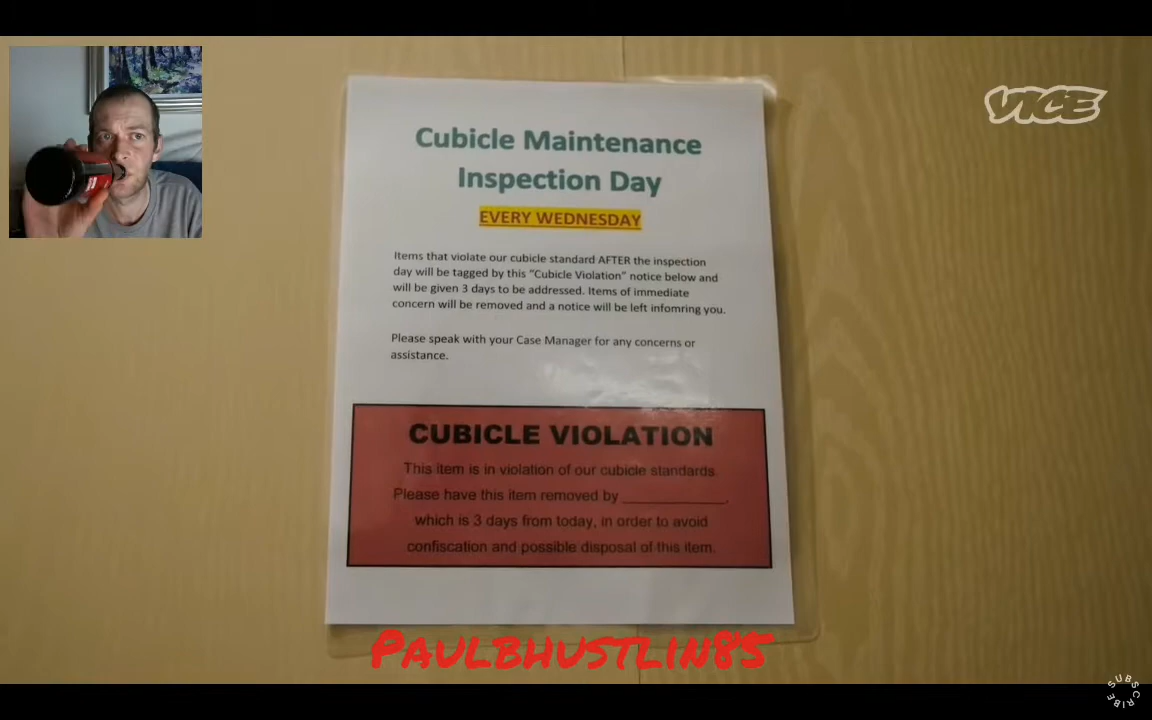 VICE
Cubicle Maintenance
Inspection Day
EVERY WEDNESDAY
Items that violate our cubicle standard AFTER the inspection
day will be tagged by this "Cubicle Violation" notice below and
will be given 3 days to be addressed. Items of immediate
concern will be removed and a notice will be left infomring you.
Please speak with your Case Manager for any concerns or
assistance.
CUBICLE VIOLATION
This item is in violation of our cubicle standards.
Please have this item removed by ____________,
which is 3 days from today, in order to avoid
confiscation and possible disposal of this item.
Paulbhustlin85
SUBSCRIBE